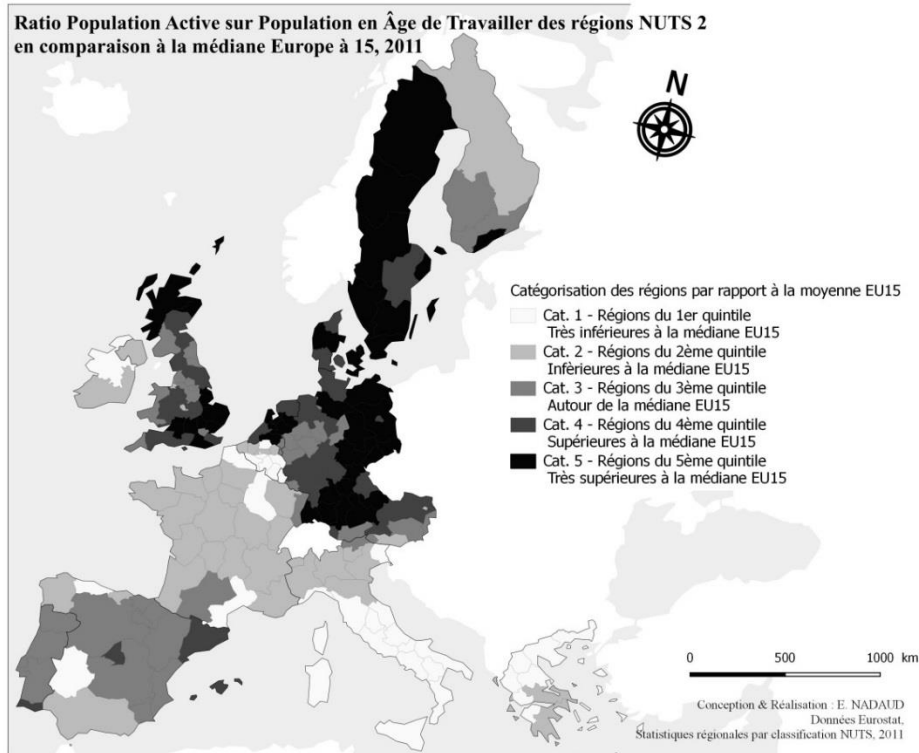 Ratio Population Active sur Population en Âge de Travailler des régions NUTS 2
en comparaison à la médiane Europe à 15, 2011
N
Catégorisation des régions par rapport à la moyenne EU15
Cat. 1 - Régions du 1er quintile
Très inférieures à la médiane EU15
Cat. 2 - Régions du 2ème quintile
Infèrieures à la médiane EU15
Cat. 3 - Régions du 3ème quintile
Autour de la médiane EU15
Cat. 4 - Régions du 4ème quintile
Supérieures à la médiane EU15
Cat. 5 - Régions du 5ème quintile
Très supérieures à la médiane EU15
0 500 1000 km
Conception & Réalisation : E. NADAUD
Données Eurostat,
Statistiques régionales par classification NUTS, 2011